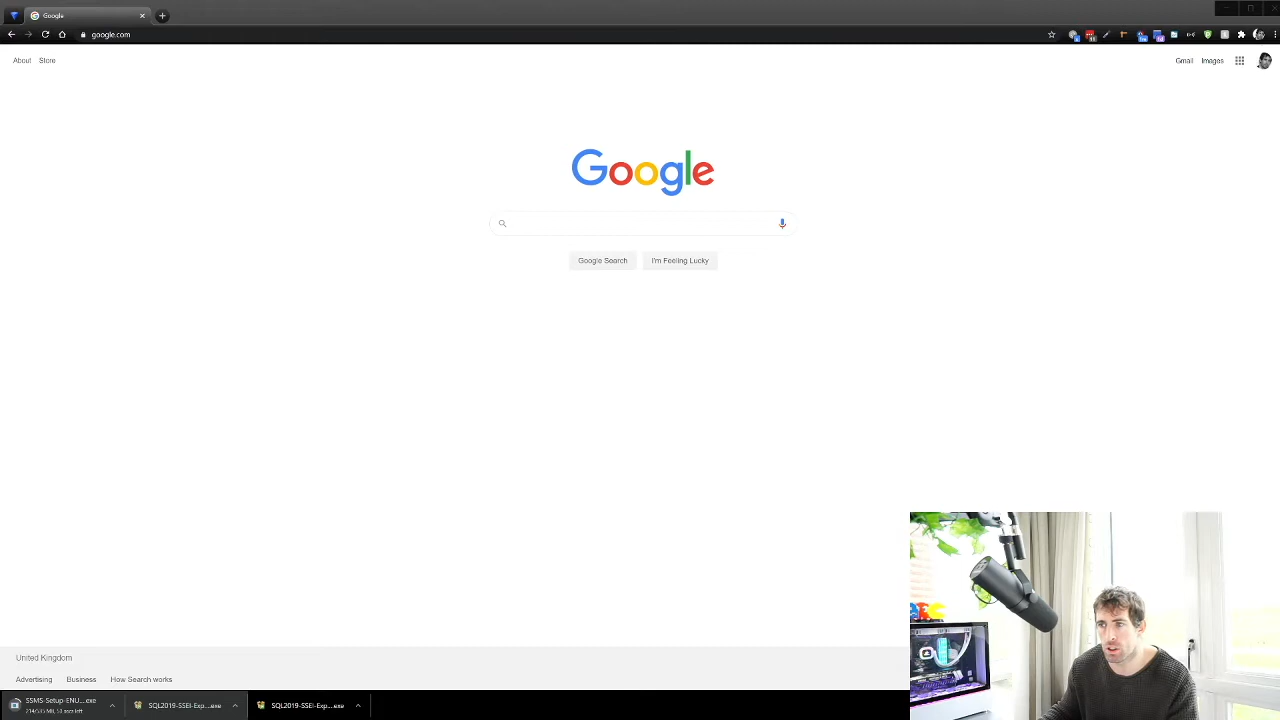 Google
google.com
About Store
Gmail Images
Google
Google Search I'm Feeling Lucky
United Kingdom
Advertising Business How Search works
SSMS-Setup-ENU....exe
SQL2019-SSEI-Exp....exe
SQL2019-SSEI-Exp....exe